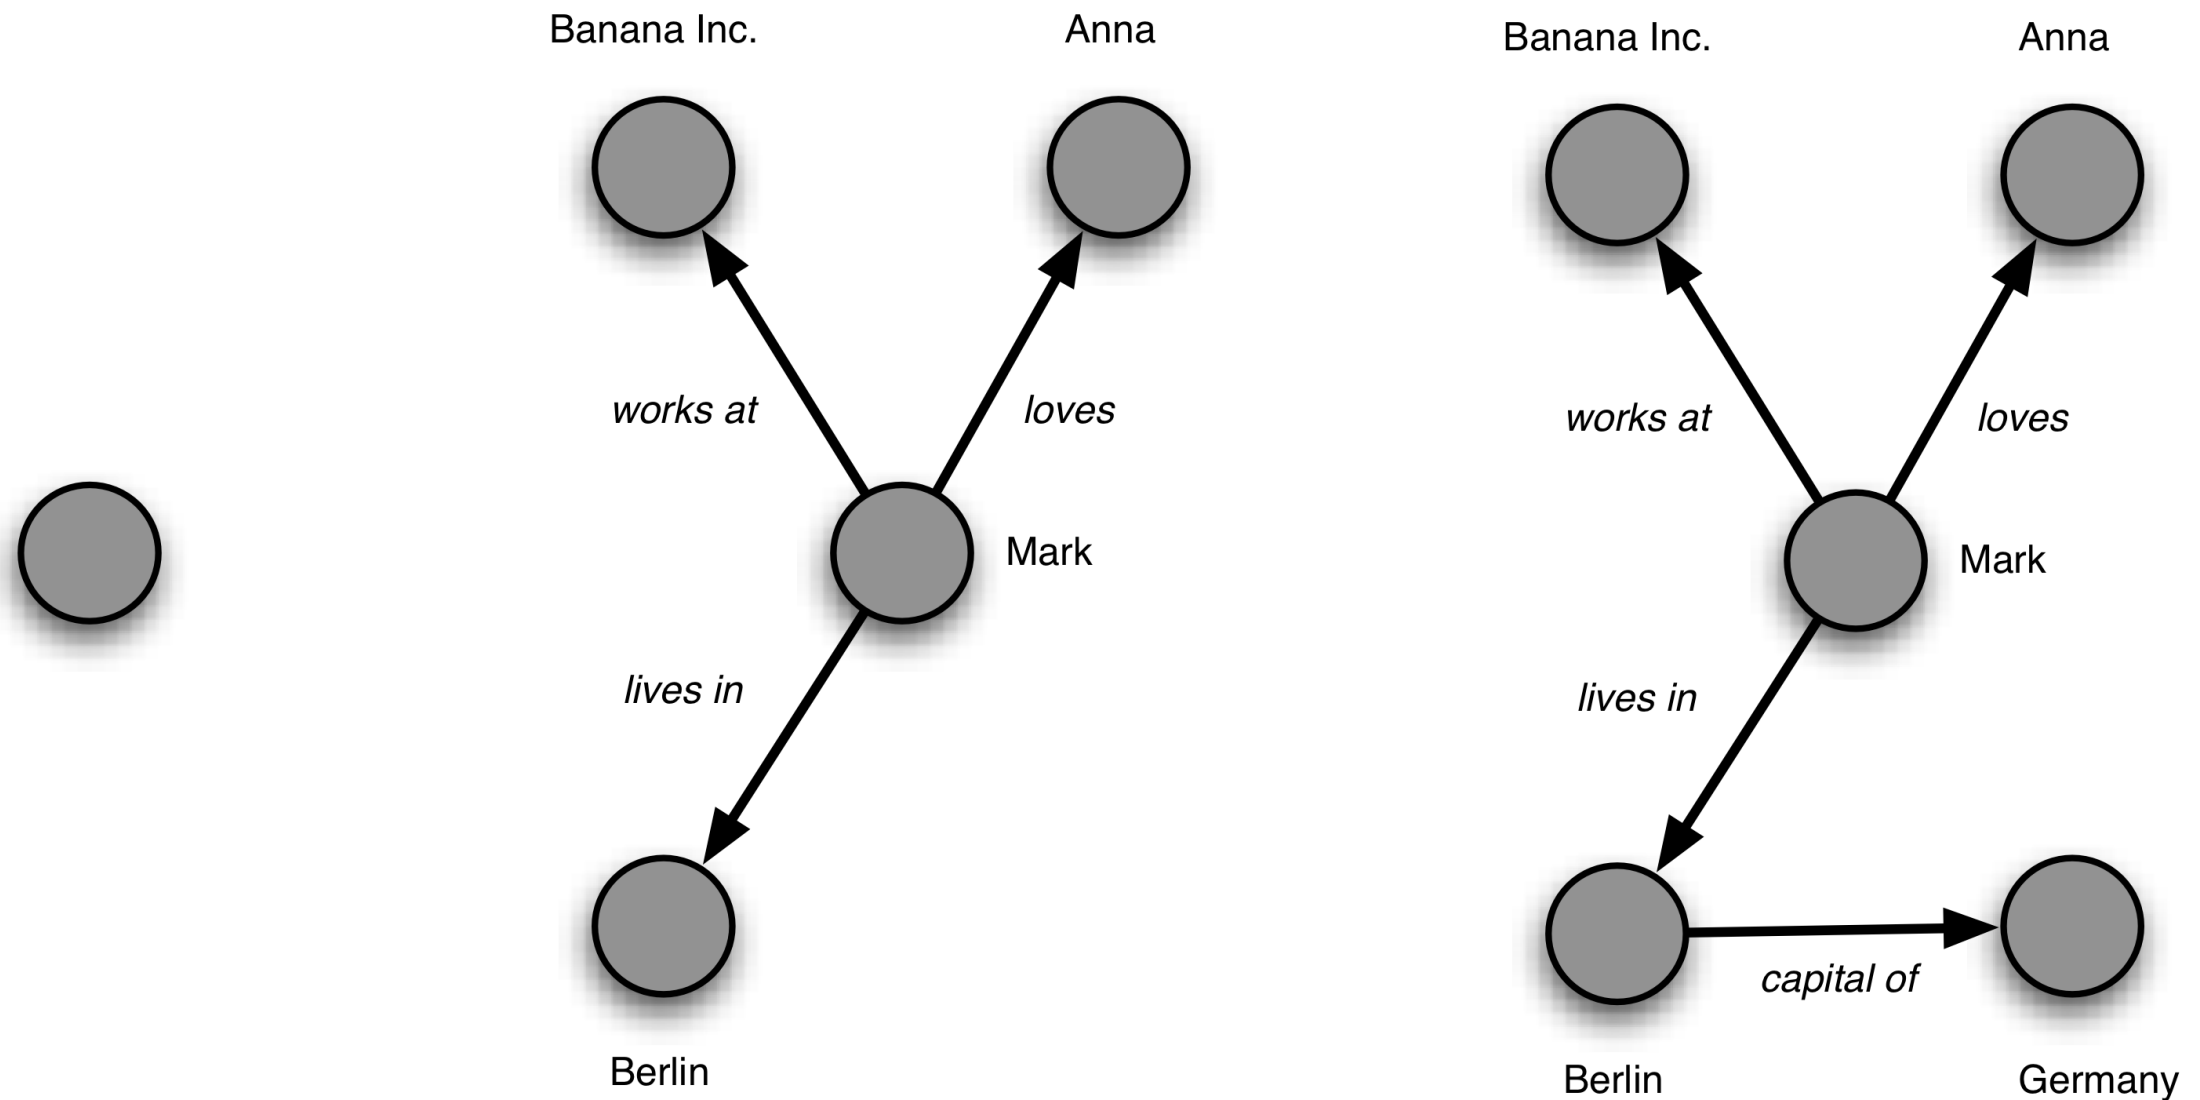 Banana Inc.
Anna
works at
loves
Mark
lives in
Berlin
Banana Inc.
Anna
works at
loves
Mark
lives in
capital of
Berlin
Germany